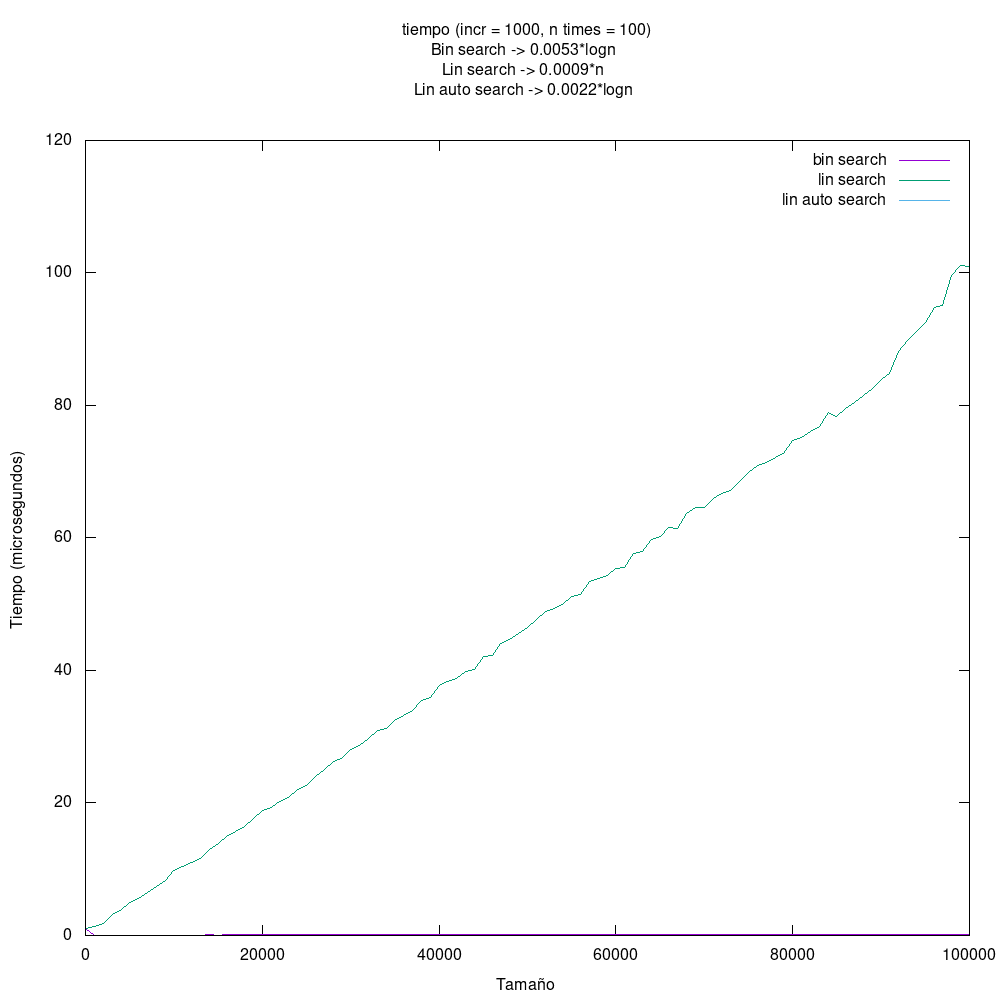 tiempo (incr = 1000, n times = 100)
Bin search -> 0.0053*logn
Lin search -> 0.0009*n
Lin auto search -> 0.0022*logn
120
100
80
60
40
20
0
bin search
lin search
lin auto search
Tiempo (microsegundos)
0 20000 40000 60000 80000 100000
Tamaño